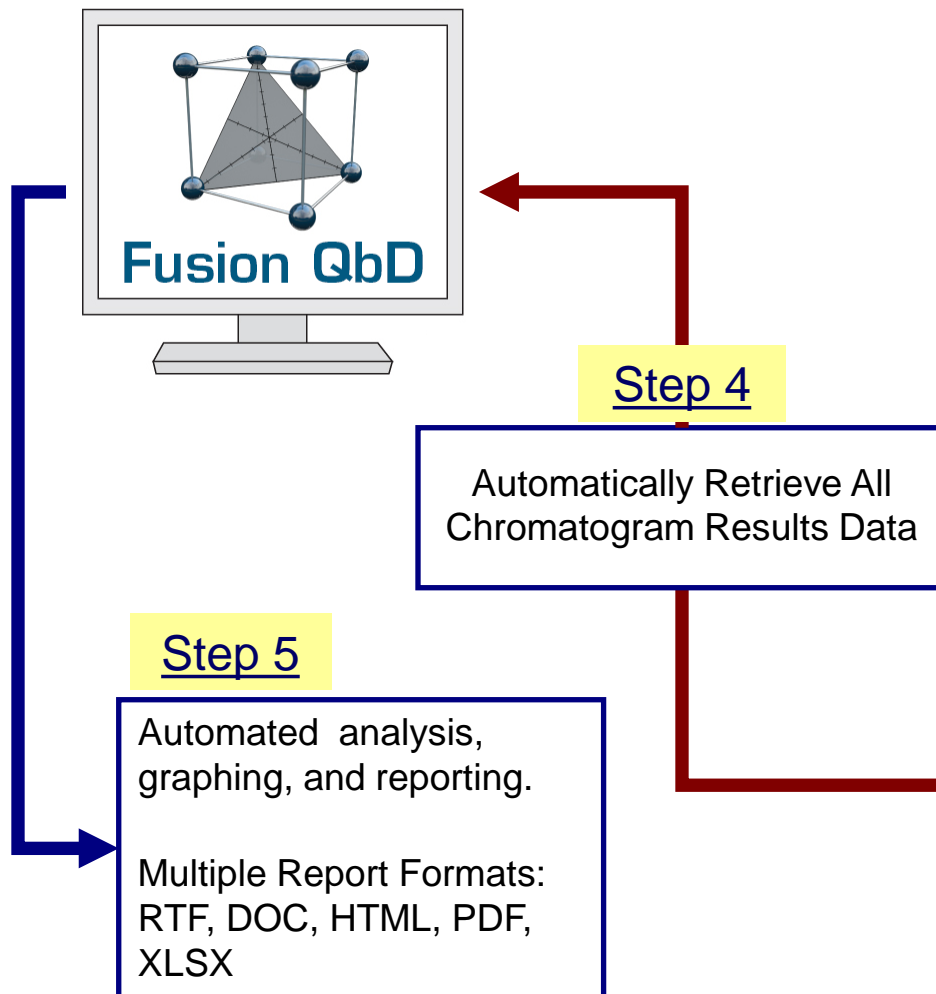 Fusion QbD
Step 4
Automatically Retrieve All
Chromatogram Results Data
Step 5
Automated analysis,
graphing, and reporting.
Multiple Report Formats:
RTF, DOC, HTML, PDF,
XLSX